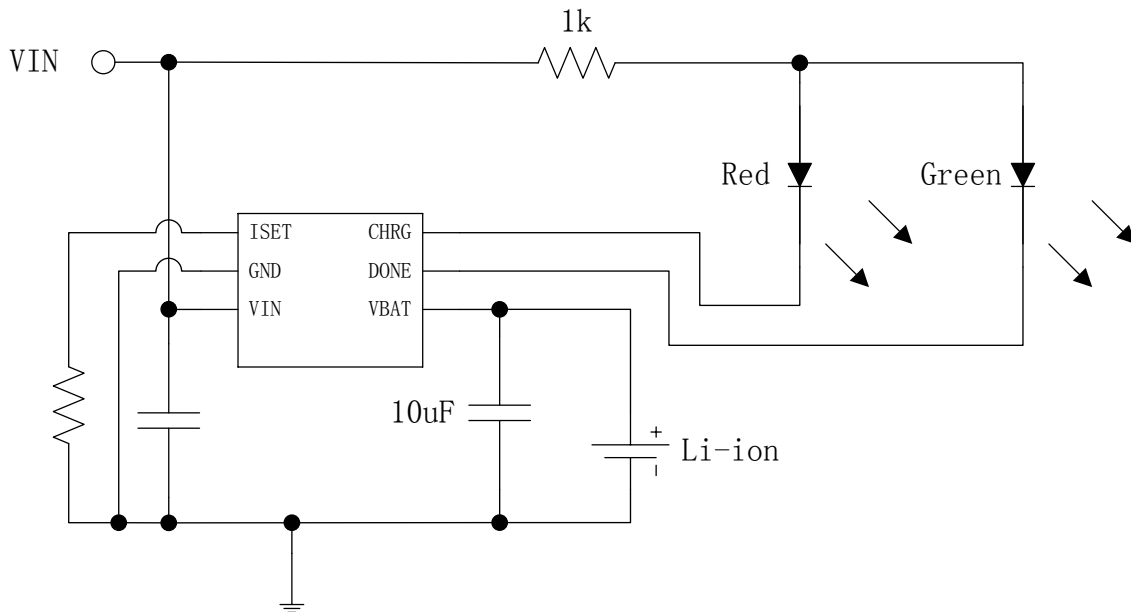 1k
VIN
Red
Green
ISET
CHRG
GND
DONE
VIN
VBAT
10uF
+
Li-ion
-